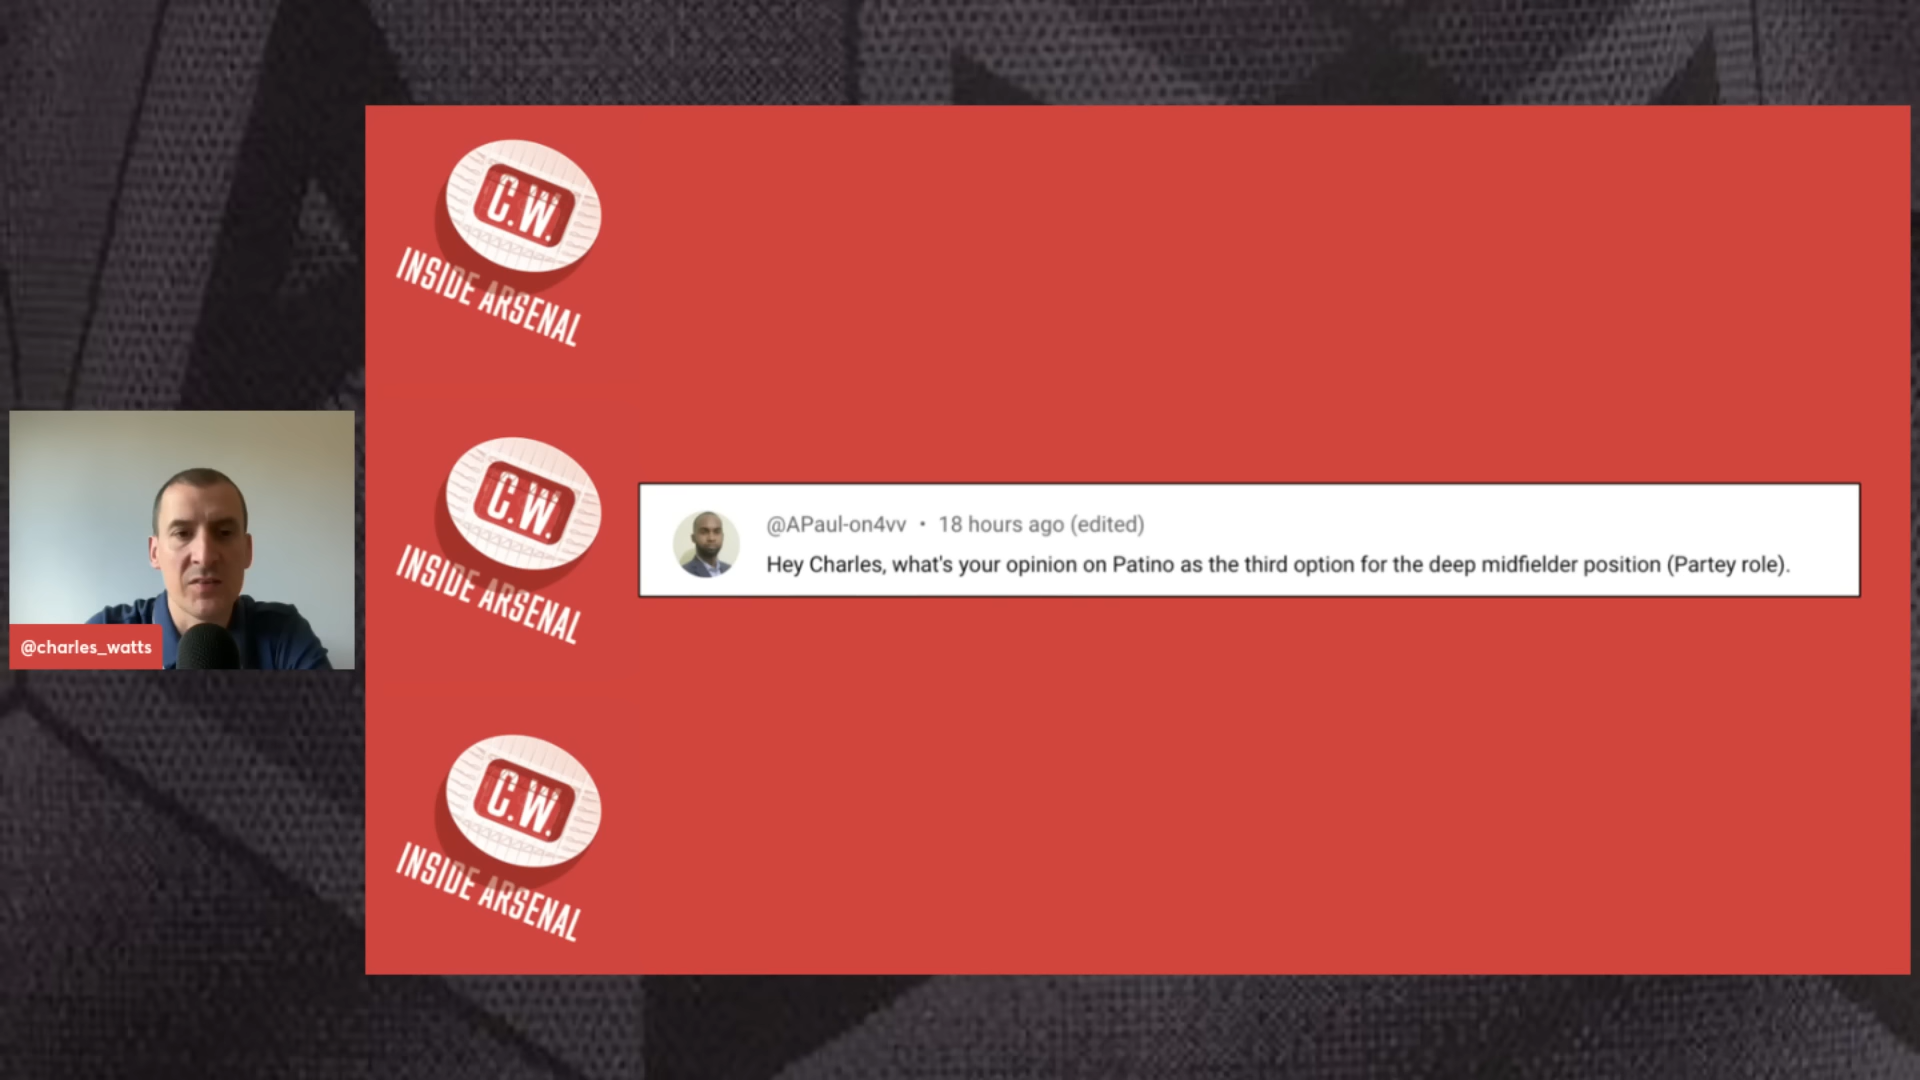 C.W.
INSIDE ARSENAL
C.W.
INSIDE ARSENAL
@APaul-on4vv • 18 hours ago (edited)
Hey Charles, what's your opinion on Patino as the third option for the deep midfielder position (Partey role).
@charles_watts
C.W.
INSIDE ARSENAL